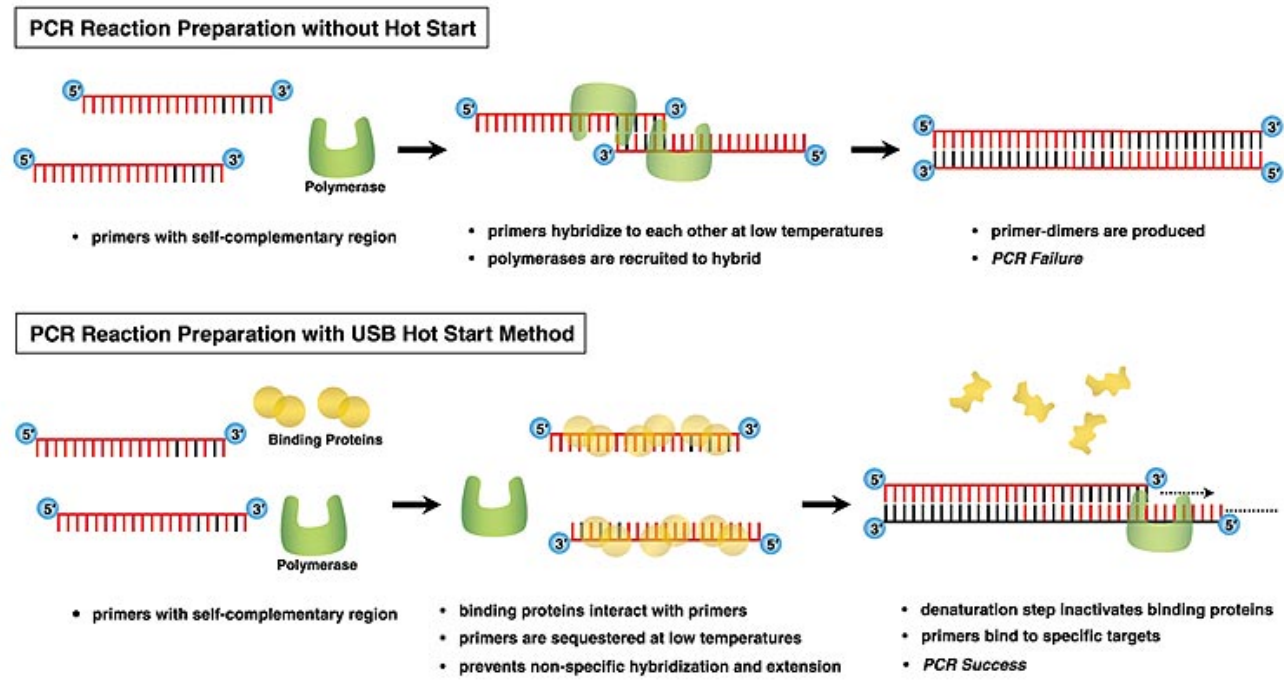 PCR Reaction Preparation without Hot Start
5' 3'
5' 3'
Polymerase
5' 3'
3' 5'
5' 3'
3' 5'
• primers with self-complementary region
• primers hybridize to each other at low temperatures
• polymerases are recruited to hybrid
• primer-dimers are produced
• PCR Failure
PCR Reaction Preparation with USB Hot Start Method
5' 3'
Binding Proteins
5' 3'
Polymerase
5' 3'
3' 5'
5' 3'
3' 5'
• primers with self-complementary region
• binding proteins interact with primers
• primers are sequestered at low temperatures
• prevents non-specific hybridization and extension
• denaturation step inactivates binding proteins
• primers bind to specific targets
• PCR Success